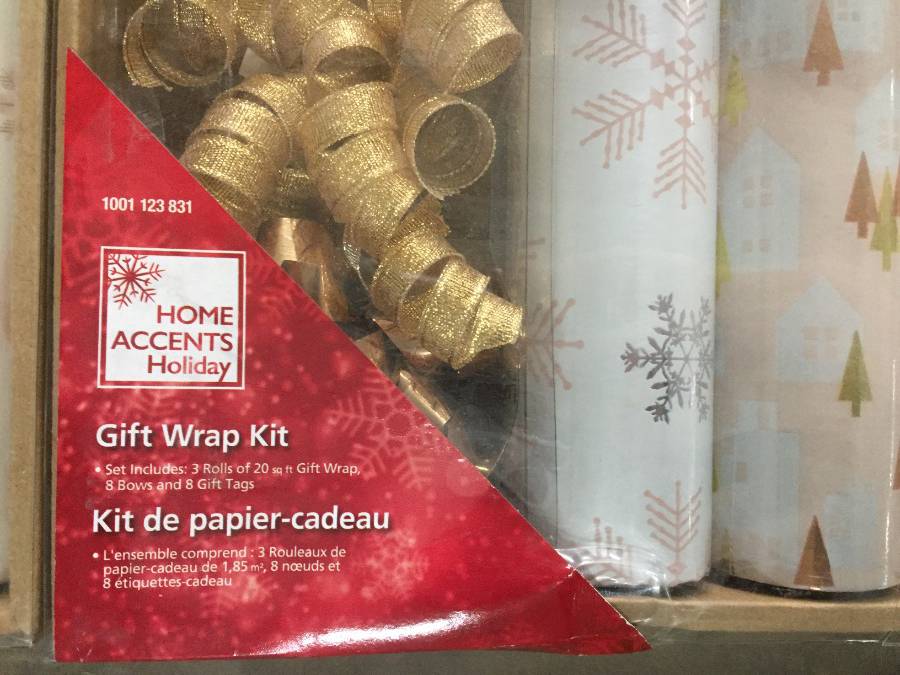 1001 123 831
HOME
ACCENTS
Holiday
Gift Wrap Kit
• Set Includes: 3 Rolls of 20 sq ft Gift Wrap,
8 Bows and 8 Gift Tags
Kit de papier-cadeau
• L'ensemble comprend : 3 Rouleaux de
papier-cadeau de 1,85 m², 8 nœuds et
8 étiquettes-cadeau